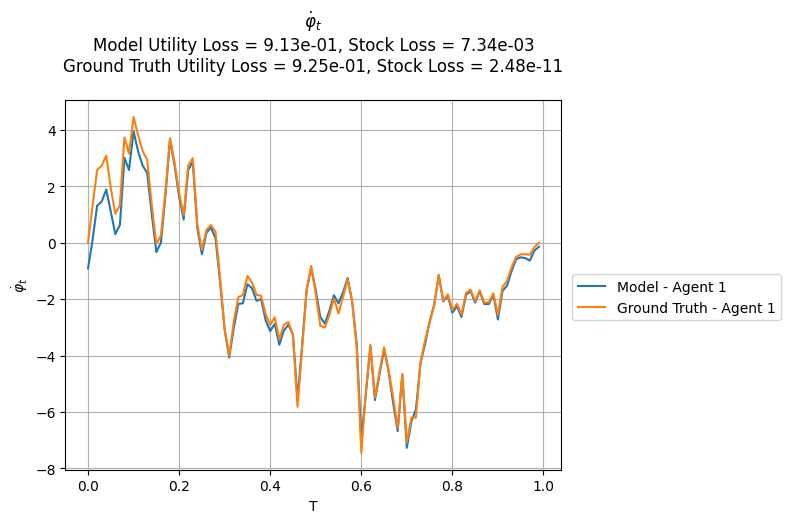 φ̇ₜ
Model Utility Loss = 9.13e-01, Stock Loss = 7.34e-03
Ground Truth Utility Loss = 9.25e-01, Stock Loss = 2.48e-11
4
2
0
−2
−4
−6
−8
φ̇ₜ
0.0 0.2 0.4 0.6 0.8 1.0
T
Model - Agent 1
Ground Truth - Agent 1